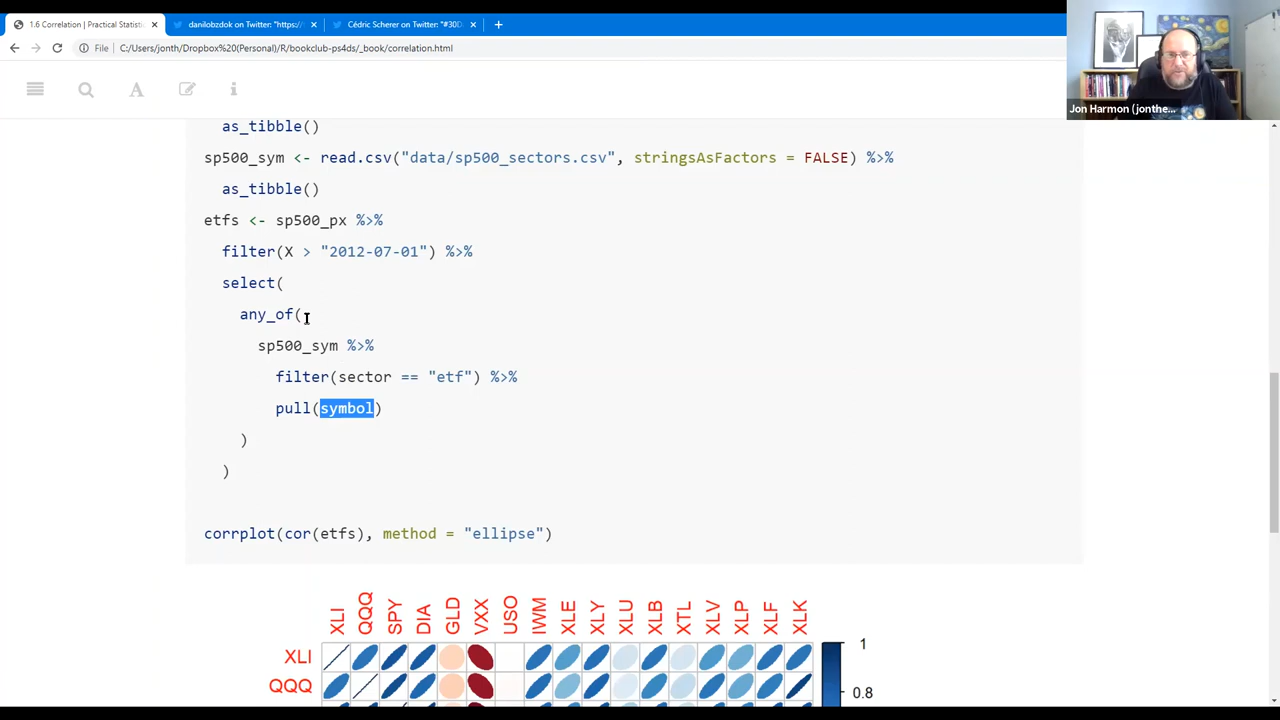 1.6 Correlation | Practical Statisti
danilobzdok on Twitter: "https://
Cédric Scherer on Twitter: "#30D
File
C:/Users/jonth/Dropbox%20(Personal)/R/bookclub-ps4ds/_book/correlation.html
Jon Harmon (jonthe...
as_tibble()
sp500_sym <- read.csv("data/sp500_sectors.csv", stringsAsFactors = FALSE) %>%
as_tibble()
etfs <- sp500_px %>%
filter(X > "2012-07-01") %>%
select(
any_of(
sp500_sym %>%
filter(sector == "etf") %>%
pull(symbol)
)
)
corrplot(cor(etfs), method = "ellipse")
XLI QQQ SPY DIA GLD VXX USO IWM XLE XLY XLU XLB XTL XLV XLP XLF XLK
XLI
1
QQQ
0.8